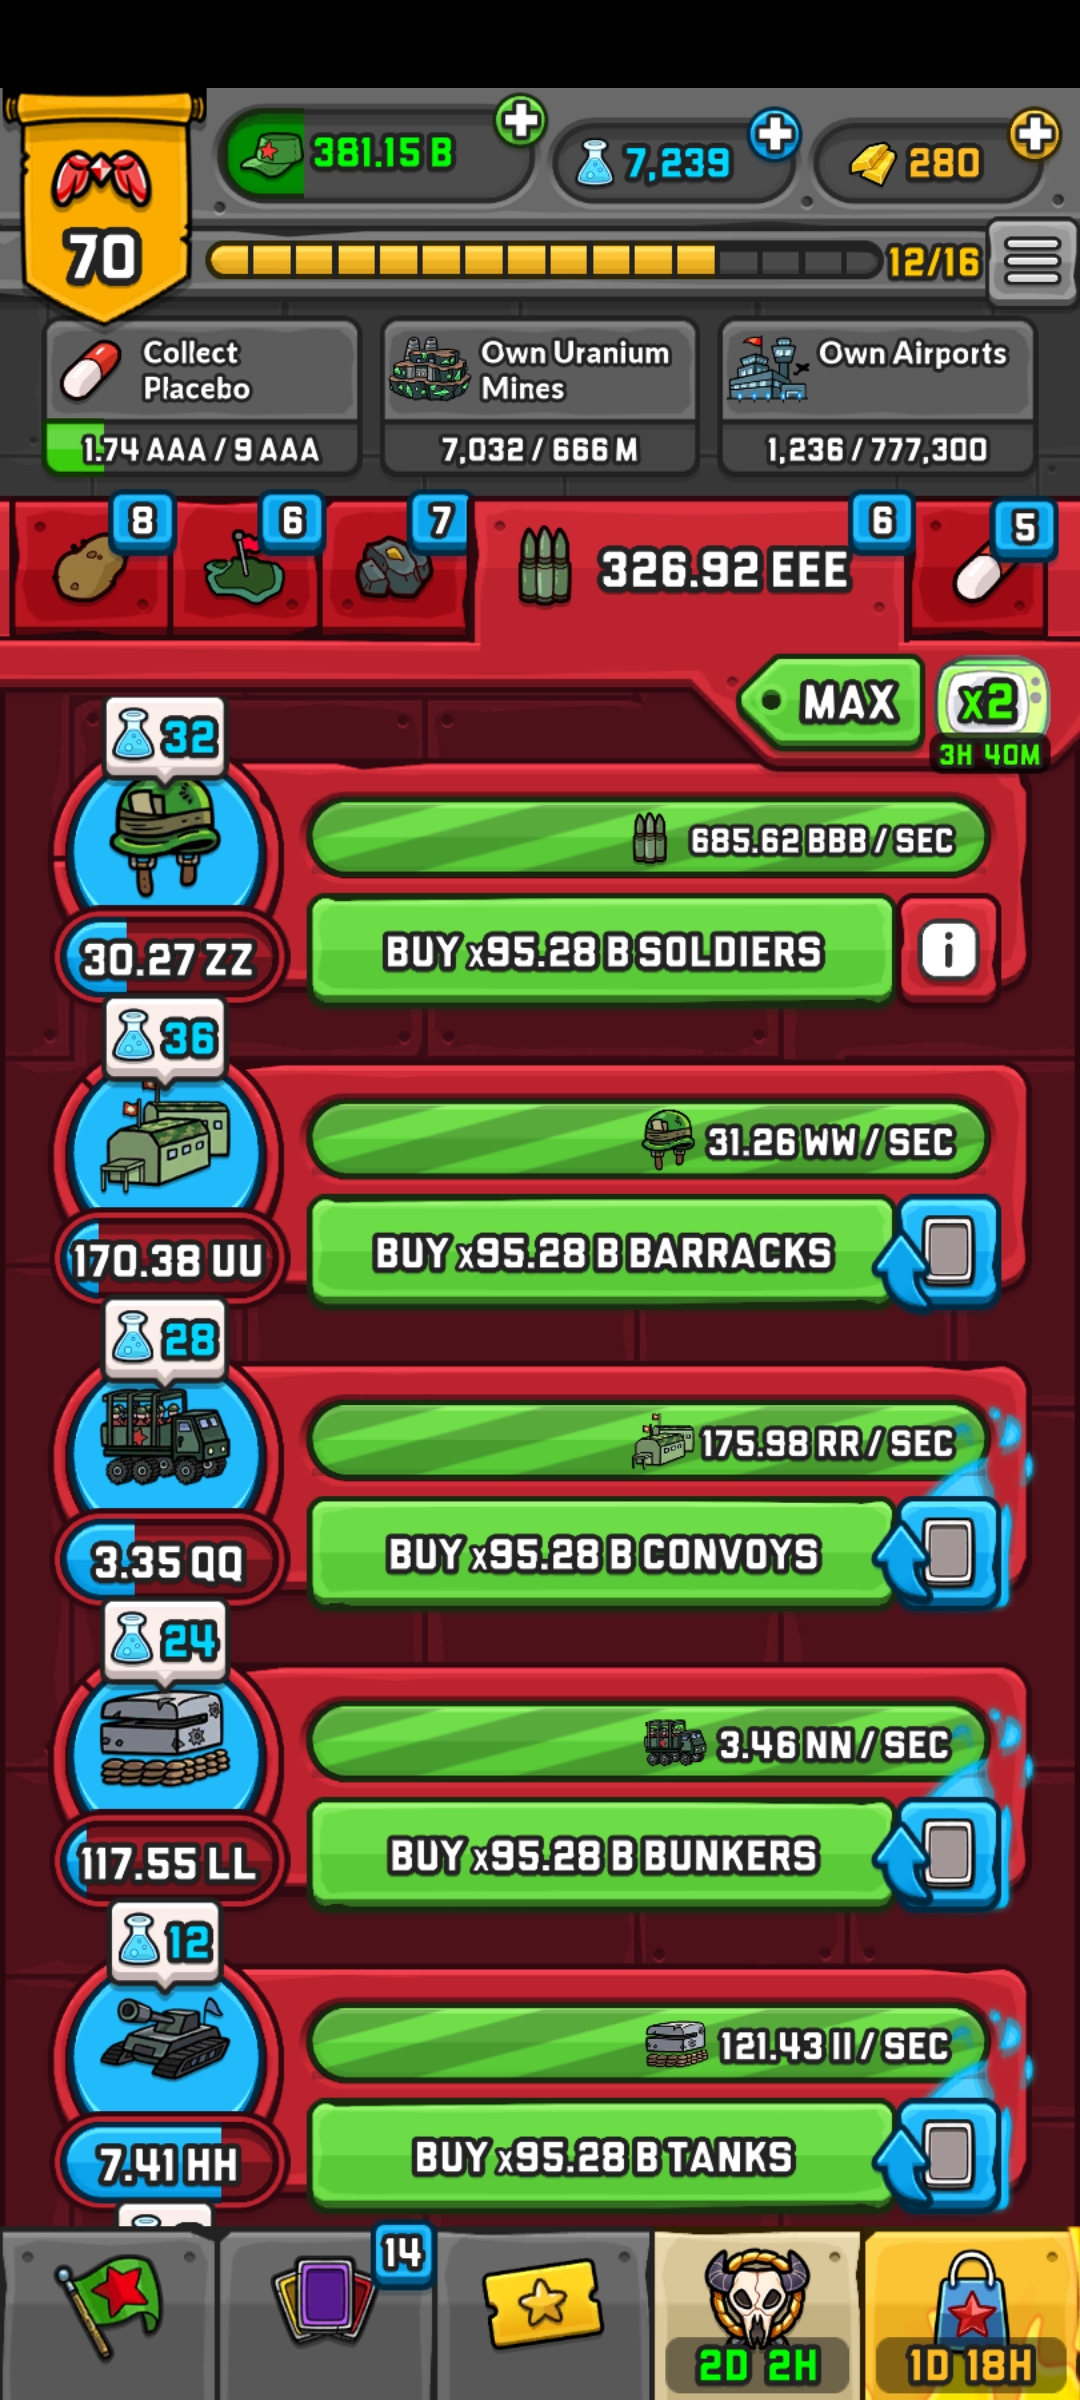 381.15 B
7,239
280
70
12/16
Collect
Placebo
1.74 AAA / 9 AAA
Own Uranium
Mines
7,032 / 666 M
Own Airports
1,236 / 777,300
8
6
7
326.92 EEE
6
5
MAX
x2
3H 40M
32
685.62 BBB / SEC
30.27 ZZ
BUY x95.28 B SOLDIERS
i
36
31.26 WW / SEC
170.38 UU
BUY x95.28 B BARRACKS
28
175.98 RR / SEC
3.35 QQ
BUY x95.28 B CONVOYS
24
3.46 NN / SEC
117.55 LL
BUY x95.28 B BUNKERS
12
121.43 II / SEC
7.41 HH
BUY x95.28 B TANKS
14
2D 2H
1D 18H